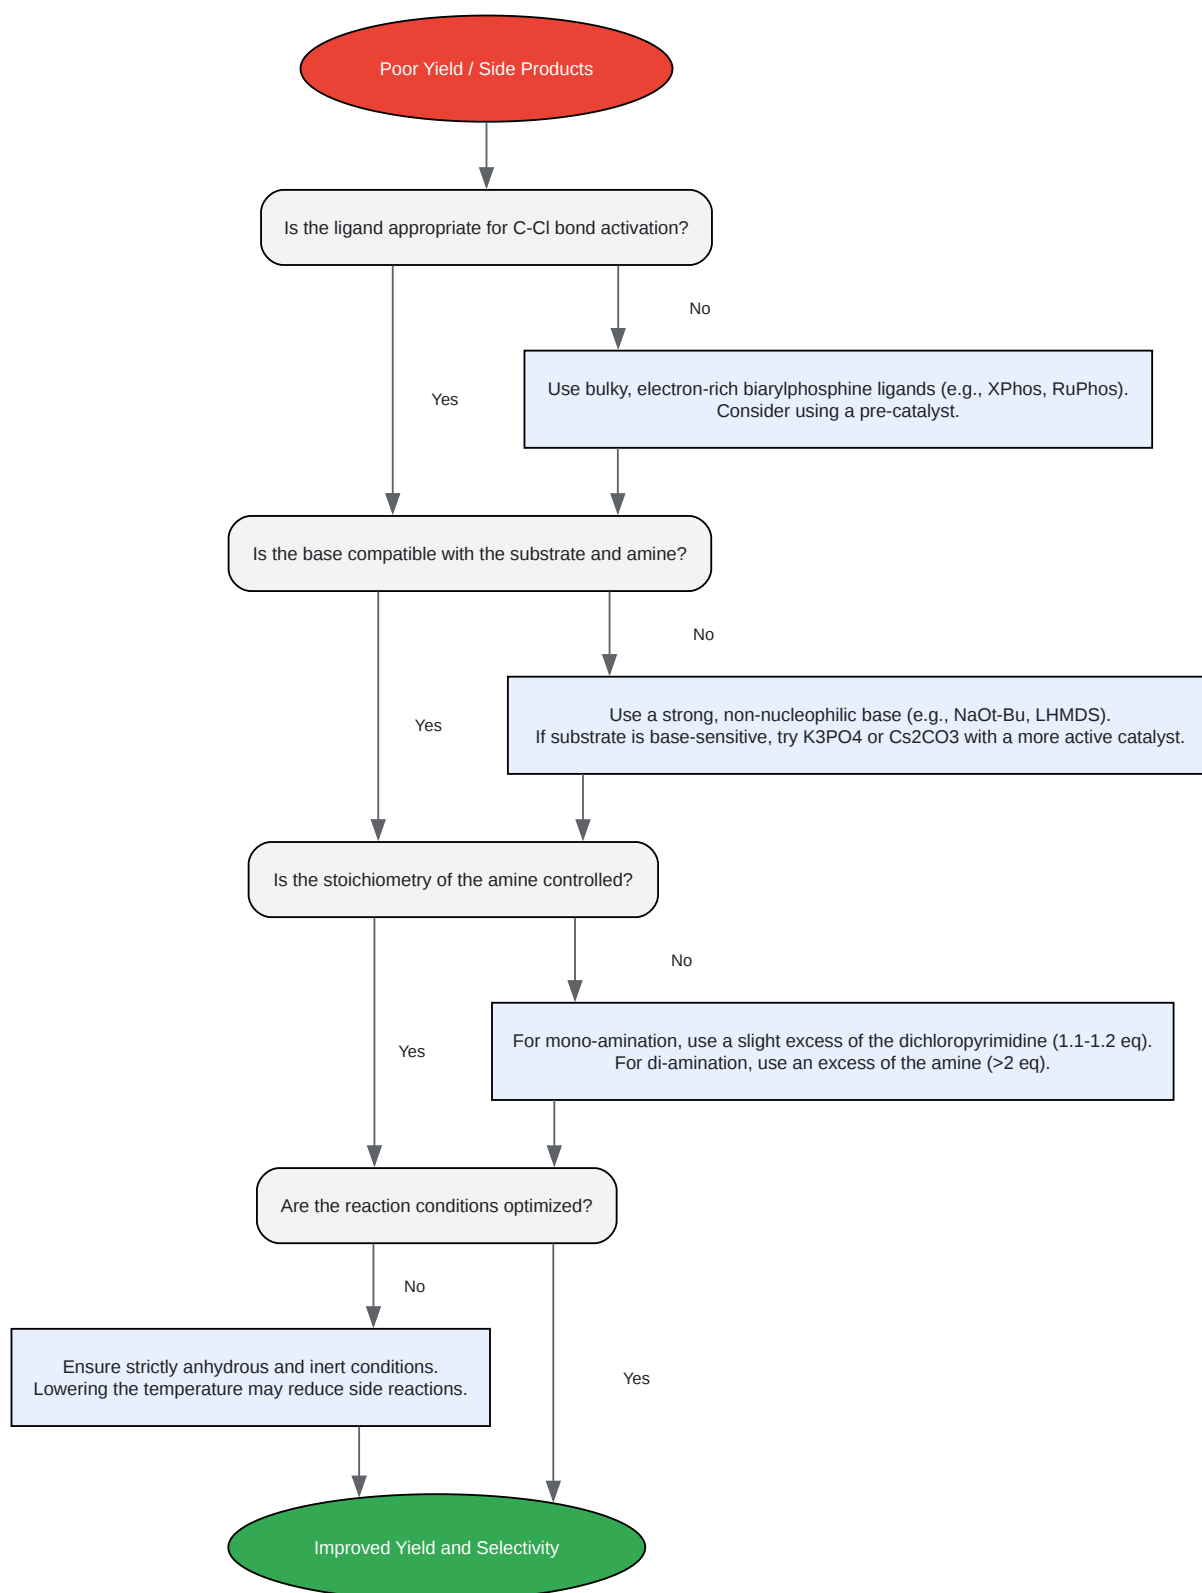 Poor Yield / Side Products
Is the ligand appropriate for C-Cl bond activation?
No
Use bulky, electron-rich biarylphosphine ligands (e.g., XPhos, RuPhos).
Consider using a pre-catalyst.
Yes
Is the base compatible with the substrate and amine?
No
Use a strong, non-nucleophilic base (e.g., NaOt-Bu, LHMDS).
If substrate is base-sensitive, try K3PO4 or Cs2CO3 with a more active catalyst.
Yes
Is the stoichiometry of the amine controlled?
No
For mono-amination, use a slight excess of the dichloropyrimidine (1.1-1.2 eq).
For di-amination, use an excess of the amine (>2 eq).
Yes
Are the reaction conditions optimized?
No
Ensure strictly anhydrous and inert conditions.
Lowering the temperature may reduce side reactions.
Yes
Improved Yield and Selectivity